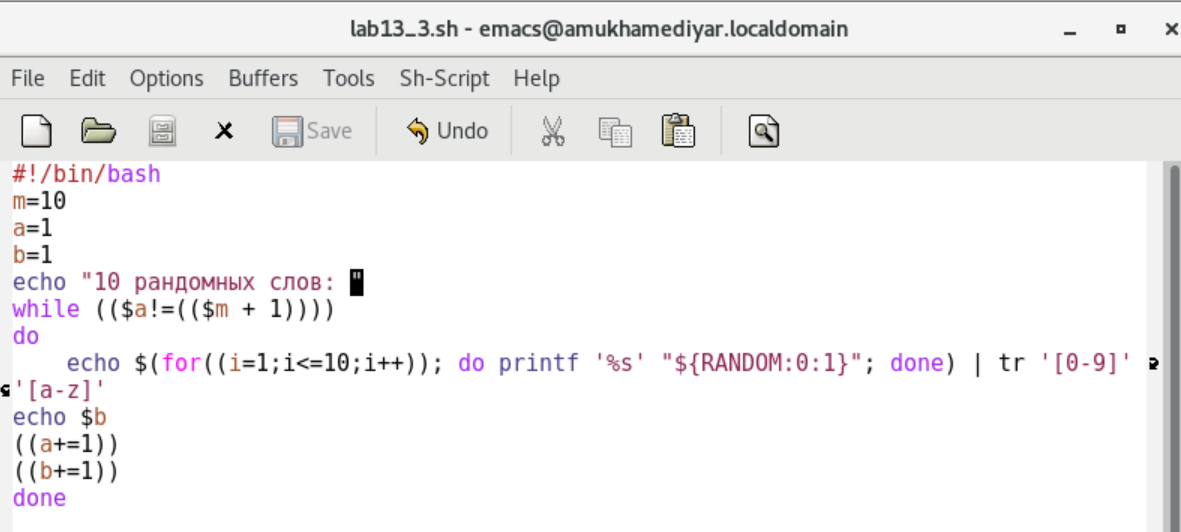 lab13_3.sh - emacs@amukhamediyar.localdomain
File Edit Options Buffers Tools Sh-Script Help
Save Undo
#!/bin/bash
m=10
a=1
b=1
echo "10 рандомных слов: "
while (($a!=(($m + 1))))
do
    echo $(for((i=1;i<=10;i++)); do printf '%s' "${RANDOM:0:1}"; done) | tr '[0-9]'
'[a-z]'
echo $b
((a+=1))
((b+=1))
done